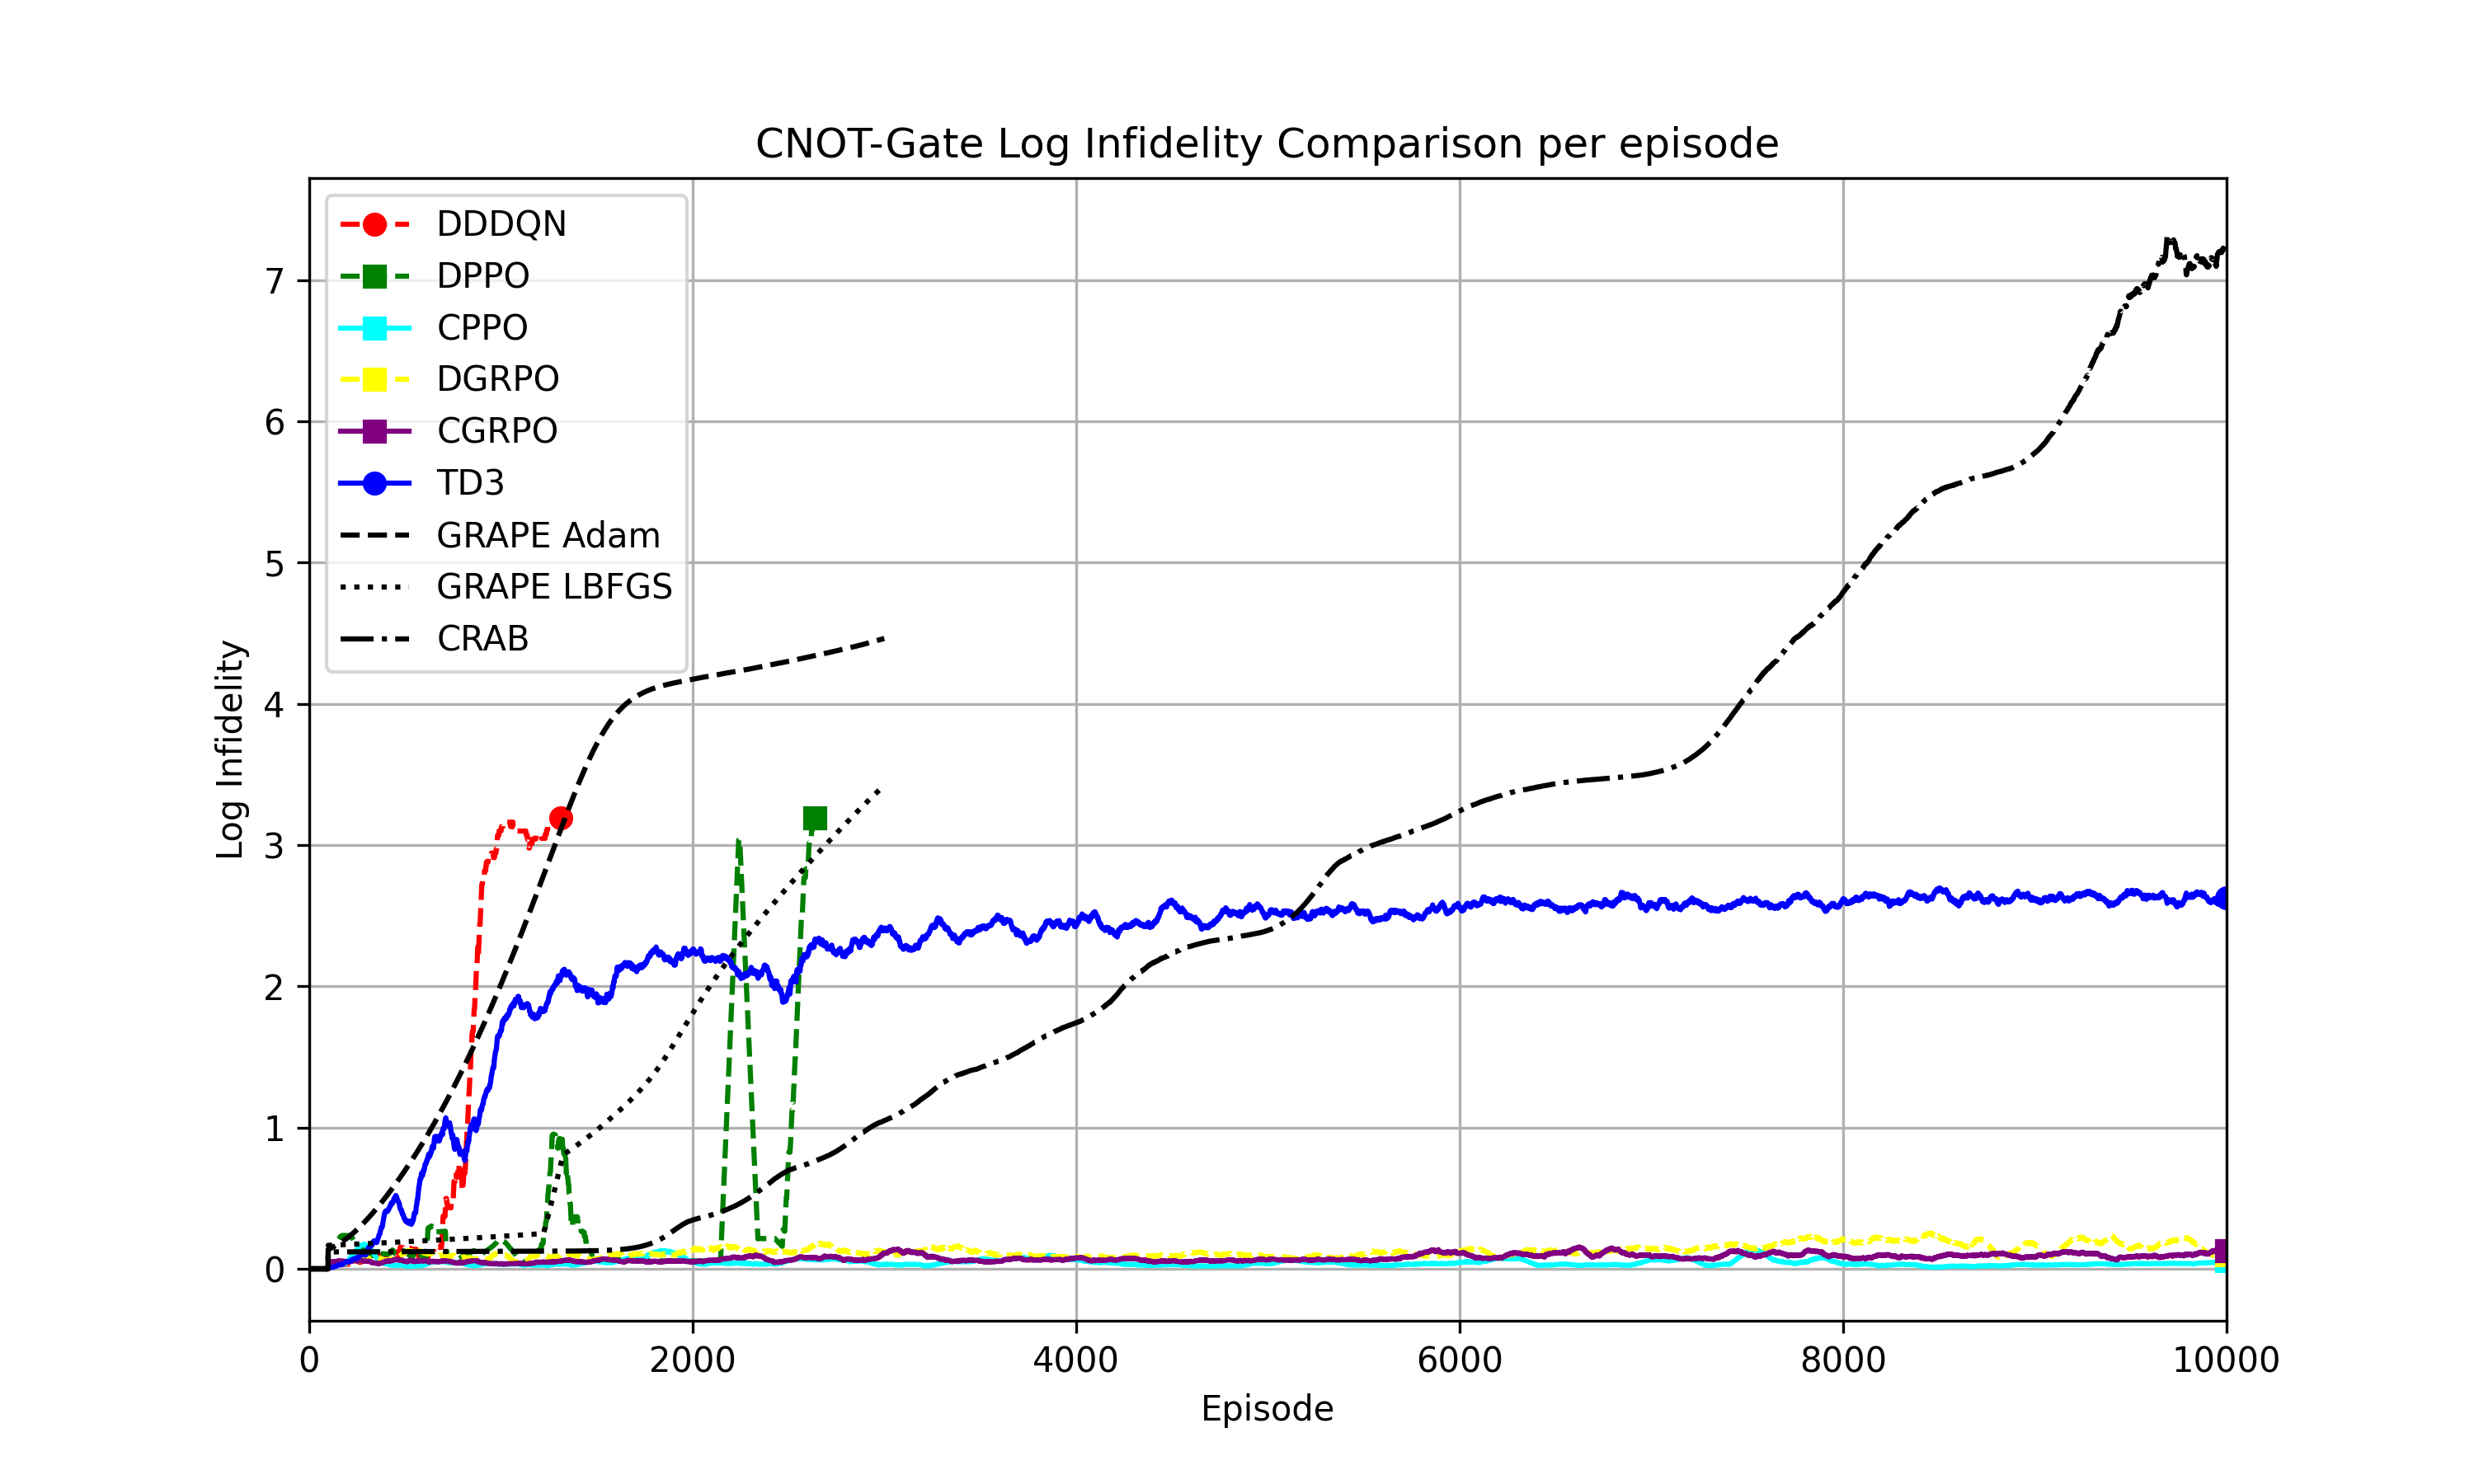 CNOT-Gate Log Infidelity Comparison per episode
DDDQN
DPPO
CPPO
DGRPO
CGRPO
TD3
GRAPE Adam
GRAPE LBFGS
CRAB
Log Infidelity
7
6
5
4
3
2
1
0
0 2000 4000 6000 8000 10000
Episode